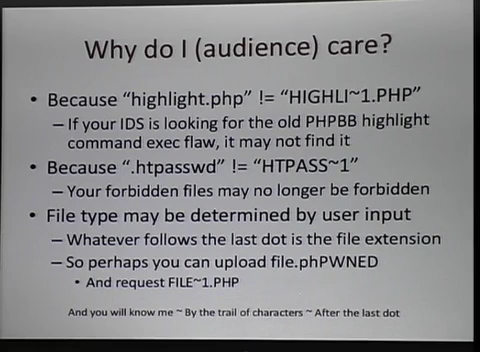 Why do I (audience) care?
• Because “highlight.php” != “HIGHLI~1.PHP”
– If your IDS is looking for the old PHPBB highlight
command exec flaw, it may not find it
• Because “.htpasswd” != “HTPASS~1”
– Your forbidden files may no longer be forbidden
• File type may be determined by user input
– Whatever follows the last dot is the file extension
– So perhaps you can upload file.phPWNED
• And request FILE~1.PHP
And you will know me ~ By the trail of characters ~ After the last dot